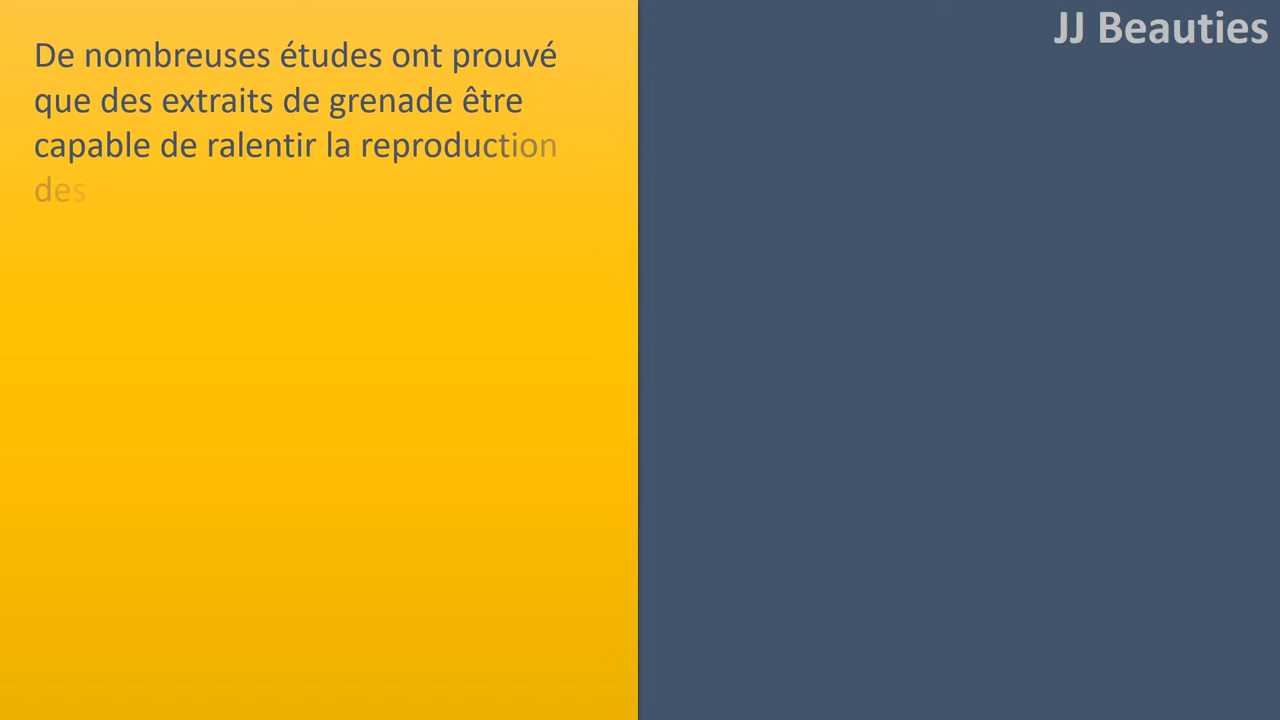 JJ Beauties
De nombreuses études ont prouvé
que des extraits de grenade être
capable de ralentir la reproduction
des